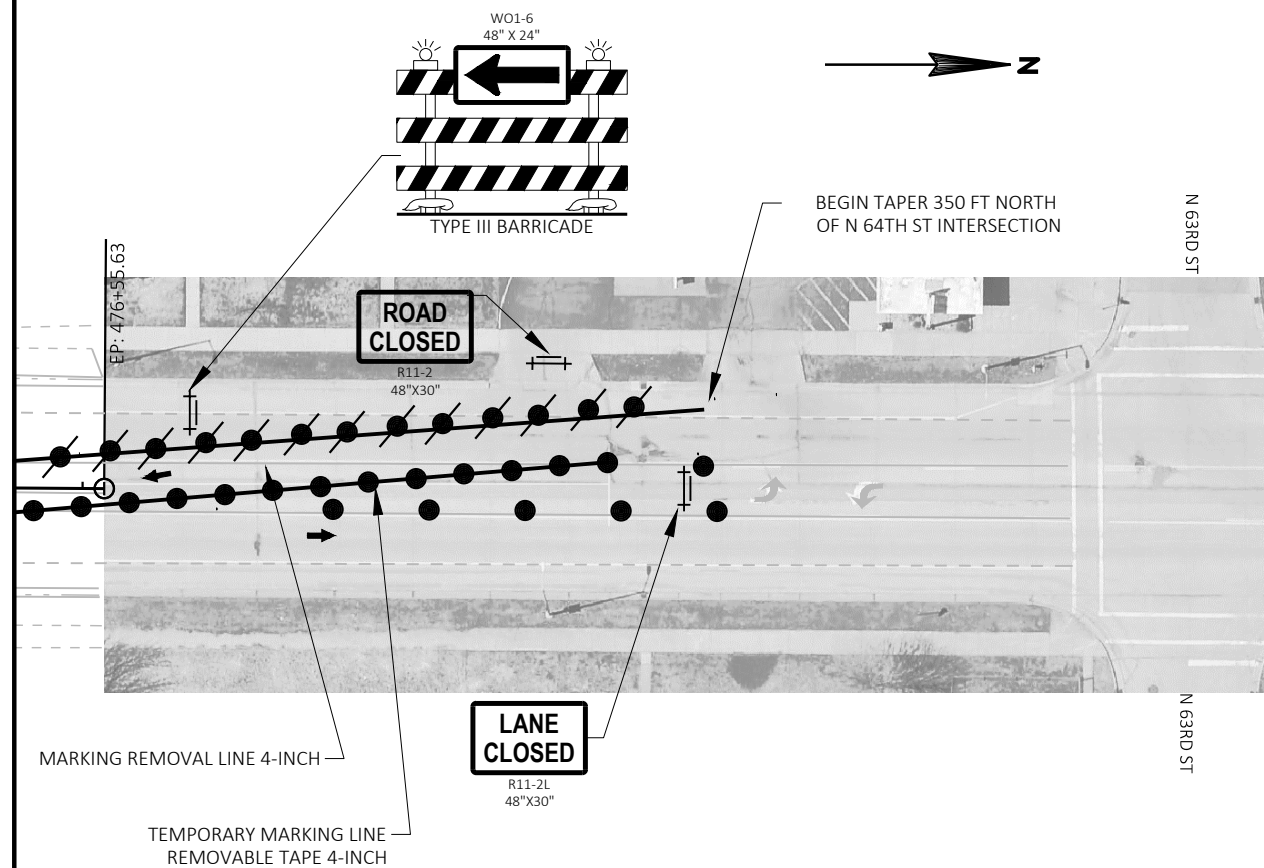 WO1-6
48" X 24"
N
TYPE III BARRICADE
BEGIN TAPER 350 FT NORTH
OF N 64TH ST INTERSECTION
N 63RD ST
EP: 476+55.63
ROAD
CLOSED
R11-2
48"X30"
MARKING REMOVAL LINE 4-INCH
LANE
CLOSED
R11-2L
48"X30"
N 63RD ST
TEMPORARY MARKING LINE
REMOVABLE TAPE 4-INCH